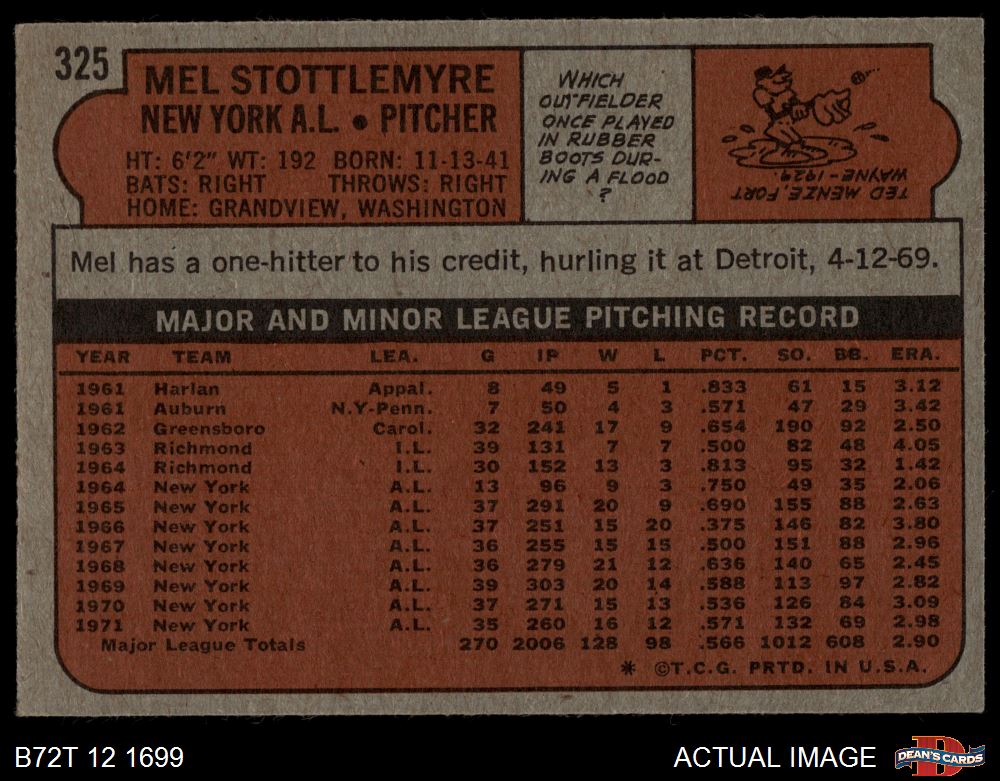 325
MEL STOTTLEMYRE
NEW YORK A.L. • PITCHER
HT: 6'2" WT: 192 BORN: 11-13-41
BATS: RIGHT THROWS: RIGHT
HOME: GRANDVIEW, WASHINGTON
WHICH
OUTFIELDER
ONCE PLAYED
IN RUBBER
BOOTS DUR-
ING A FLOOD
?
TED MENZE, FORT
WAYNE - 1929.
Mel has a one-hitter to his credit, hurling it at Detroit, 4-12-69.
MAJOR AND MINOR LEAGUE PITCHING RECORD
YEAR TEAM LEA. G IP W L PCT. SO. BB. ERA.
1961 Harlan Appal. 8 49 5 1 .833 61 15 3.12
1961 Auburn N.Y-Penn. 7 50 4 3 .571 47 29 3.42
1962 Greensboro Carol. 32 241 17 9 .654 190 92 2.50
1963 Richmond I.L. 39 131 7 7 .500 82 48 4.05
1964 Richmond I.L. 30 152 13 3 .813 95 32 1.42
1964 New York A.L. 13 96 9 3 .750 49 35 2.06
1965 New York A.L. 37 291 20 9 .690 155 88 2.63
1966 New York A.L. 37 251 15 20 .375 146 82 3.80
1967 New York A.L. 36 255 15 15 .500 151 88 2.96
1968 New York A.L. 36 279 21 12 .636 140 65 2.45
1969 New York A.L. 39 303 20 14 .588 113 97 2.82
1970 New York A.L. 37 271 15 13 .536 126 84 3.09
1971 New York A.L. 35 260 16 12 .571 132 69 2.98
Major League Totals 270 2006 128 98 .566 1012 608 2.90
* ©T.C.G. PRTD. IN U.S.A.
B72T 12 1699
ACTUAL IMAGE
D
DEAN'S CARDS